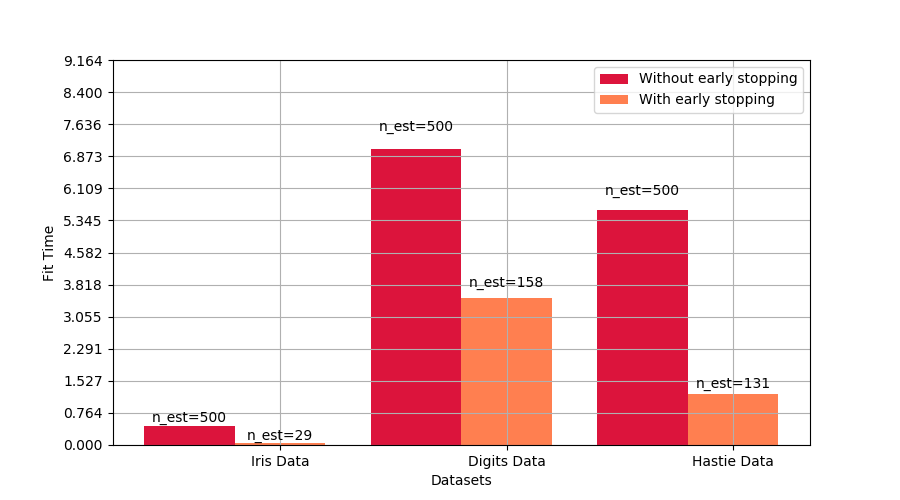 9.164
8.400
7.636
6.873
6.109
5.345
4.582
3.818
3.055
2.291
1.527
0.764
0.000
Fit Time
Without early stopping
With early stopping
n_est=500
n_est=29
n_est=500
n_est=158
n_est=500
n_est=131
Iris Data
Digits Data
Hastie Data
Datasets